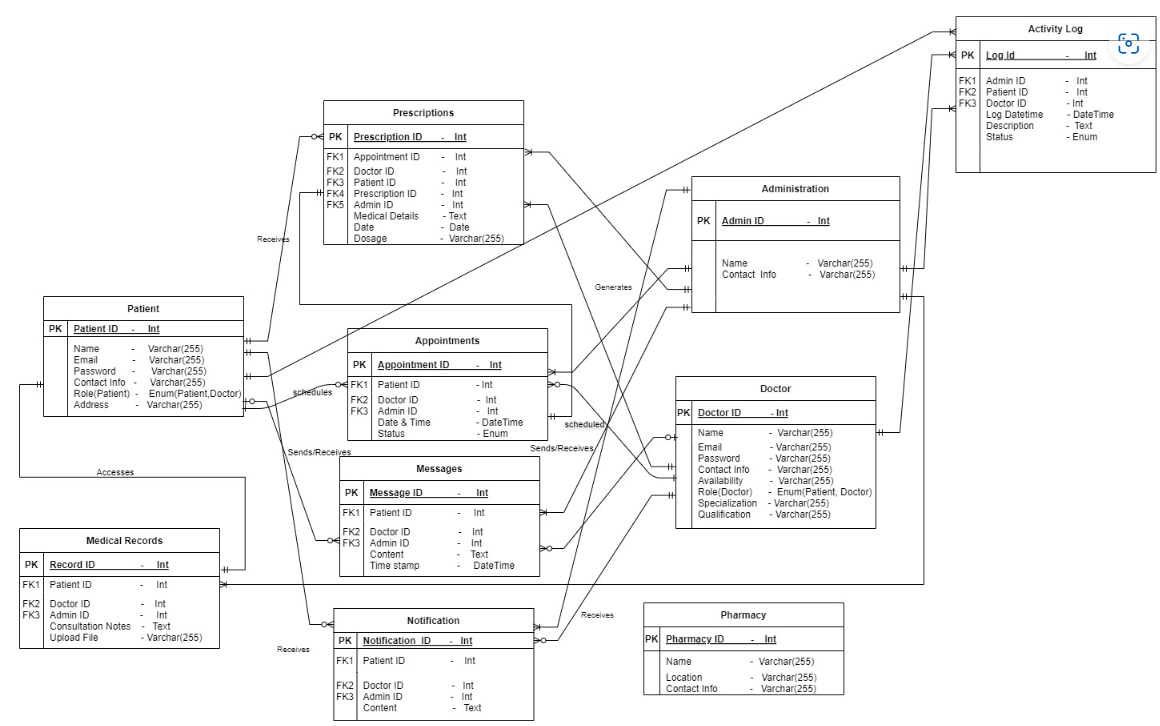 Activity Log
PK Log Id - Int
FK1 Admin ID - Int
FK2 Patient ID - Int
FK3 Doctor ID - Int
Log Datetime - DateTime
Description - Text
Status - Enum
Prescriptions
PK Prescription ID - Int
FK1 Appointment ID - Int
FK2 Doctor ID - Int
FK3 Patient ID - Int
FK4 Prescription ID - Int
FK5 Admin ID - Int
Medical Details - Text
Date - Date
Dosage - Varchar(255)
Administration
PK Admin ID - Int
Name - Varchar(255)
Contact Info - Varchar(255)
Receives
Generates
Patient
PK Patient ID - Int
Name - Varchar(255)
Email - Varchar(255)
Password - Varchar(255)
Contact Info - Varchar(255)
Role(Patient) - Enum(Patient,Doctor)
Address - Varchar(255)
schedules
Appointments
PK Appointment ID - Int
FK1 Patient ID - Int
FK2 Doctor ID - Int
FK3 Admin ID - Int
Date & Time - DateTime
Status - Enum
scheduled
Doctor
PK Doctor ID - Int
Name - Varchar(255)
Email - Varchar(255)
Password - Varchar(255)
Contact Info - Varchar(255)
Availability - Varchar(255)
Role(Doctor) - Enum(Patient, Doctor)
Specialization - Varchar(255)
Qualification - Varchar(255)
Sends/Receives
Sends/Receives
Accesses
Messages
PK Message ID - Int
FK1 Patient ID - Int
FK2 Doctor ID - Int
FK3 Admin ID - Int
Content - Text
Time stamp - DateTime
Medical Records
PK Record ID - Int
FK1 Patient ID - Int
FK2 Doctor ID - Int
FK3 Admin ID - Int
Consultation Notes - Text
Upload File - Varchar(255)
Receives
Notification
PK Notification ID - Int
FK1 Patient ID - Int
FK2 Doctor ID - Int
FK3 Admin ID - Int
Content - Text
Receives
Pharmacy
PK Pharmacy ID - Int
Name - Varchar(255)
Location - Varchar(255)
Contact Info - Varchar(255)